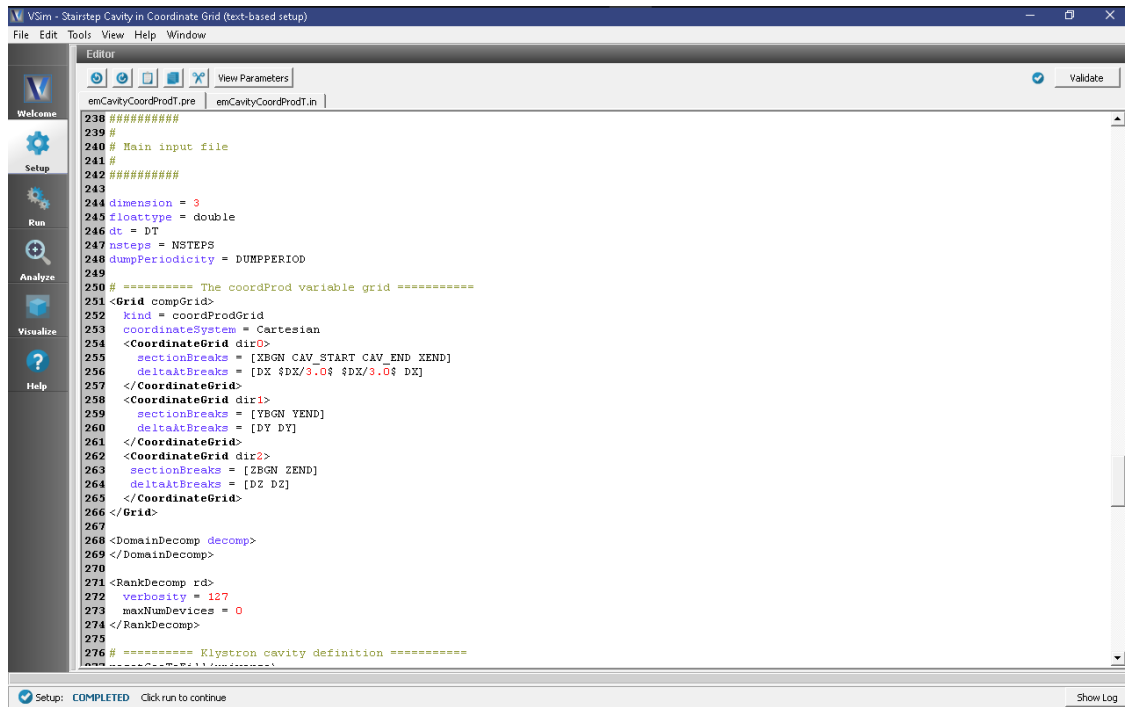 VSim - Stairstep Cavity in Coordinate Grid (text-based setup)
File Edit Tools View Help Window
Editor
View Parameters
Validate
emCavityCoordProdT.pre emCavityCoordProdT.in
Welcome
Setup
Run
Analyze
Visualize
Help
238 ##########
239 #
240 # Main input file
241 #
242 ##########
243
244 dimension = 3
245 floattype = double
246 dt = DT
247 nsteps = NSTEPS
248 dumpPeriodicity = DUMPPERIOD
249
250 # ========== The coordProd variable grid ===========
251 <Grid compGrid>
252   kind = coordProdGrid
253   coordinateSystem = Cartesian
254   <CoordinateGrid dir0>
255     sectionBreaks = [XBGN CAV_START CAV_END XEND]
256     deltaAtBreaks = [DX $DX/3.0$ $DX/3.0$ DX]
257   </CoordinateGrid>
258   <CoordinateGrid dir1>
259     sectionBreaks = [YBGN YEND]
260     deltaAtBreaks = [DY DY]
261   </CoordinateGrid>
262   <CoordinateGrid dir2>
263    sectionBreaks = [ZBGN ZEND]
264    deltaAtBreaks = [DZ DZ]
265   </CoordinateGrid>
266 </Grid>
267
268 <DomainDecomp decomp>
269 </DomainDecomp>
270
271 <RankDecomp rd>
272   verbosity = 127
273   maxNumDevices = 0
274 </RankDecomp>
275
276 # ========== Klystron cavity definition ===========
Setup: COMPLETED Click run to continue
Show Log